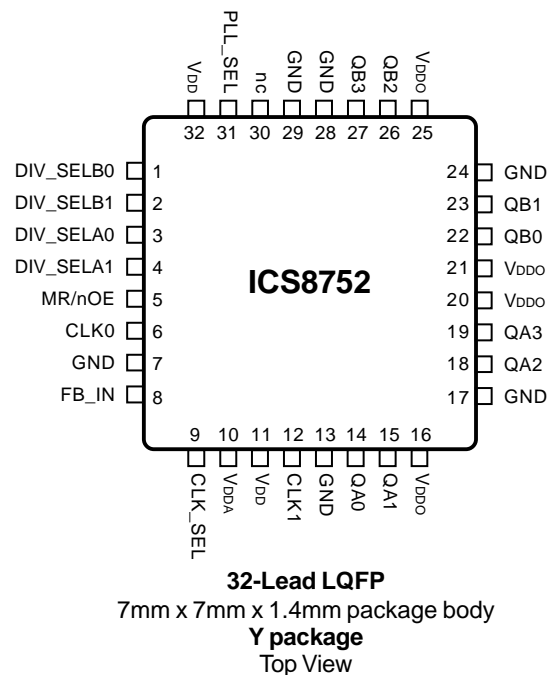 VDD
PLL_SEL
nc
GND
GND
QB3
QB2
VDDO
32 31 30 29 28 27 26 25
DIV_SELB0 1
DIV_SELB1 2
DIV_SELA0 3
DIV_SELA1 4
MR/nOE 5
CLK0 6
GND 7
FB_IN 8
ICS8752
24 GND
23 QB1
22 QB0
21 VDDO
20 VDDO
19 QA3
18 QA2
17 GND
9 10 11 12 13 14 15 16
CLK_SEL
VDDA
VDD
CLK1
GND
QA0
QA1
VDDO
32-Lead LQFP
7mm x 7mm x 1.4mm package body
Y package
Top View